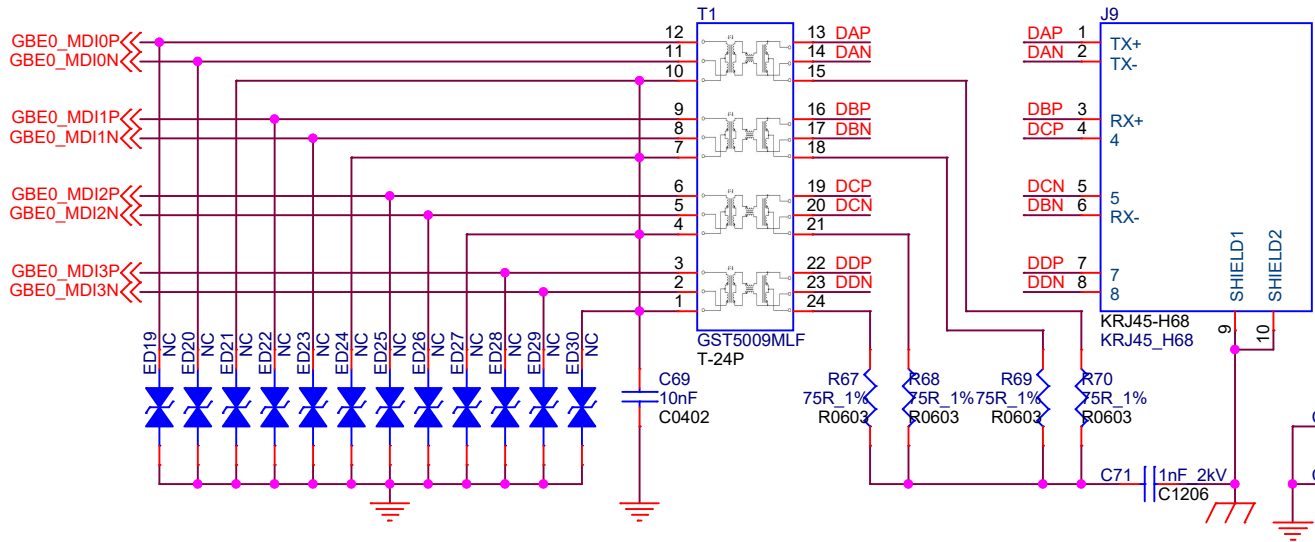 T1
J9
GBE0_MDI0P
GBE0_MDI0N
12
11
10
13 DAP
14 DAN
15
DAP 1 TX+
DAN 2 TX-
GBE0_MDI1P
GBE0_MDI1N
9
8
7
16 DBP
17 DBN
18
DBP 3 RX+
DCP 4 4
GBE0_MDI2P
GBE0_MDI2N
6
5
4
19 DCP
20 DCN
21
DCN 5 5
DBN 6 RX-
GBE0_MDI3P
GBE0_MDI3N
3
2
1
22 DDP
23 DDN
24
DDP 7 7
DDN 8 8
SHIELD1
SHIELD2
9
10
GST5009MLF
T-24P
KRJ45-H68
KRJ45_H68
ED19 NC
ED20 NC
ED21 NC
ED22 NC
ED23 NC
ED24 NC
ED25 NC
ED26 NC
ED27 NC
ED28 NC
ED29 NC
ED30 NC
C69
10nF
C0402
R67
75R_1%
R0603
R68
75R_1%
R0603
R69
75R_1%
R0603
R70
75R_1%
R0603
C71
1nF_2kV
C1206